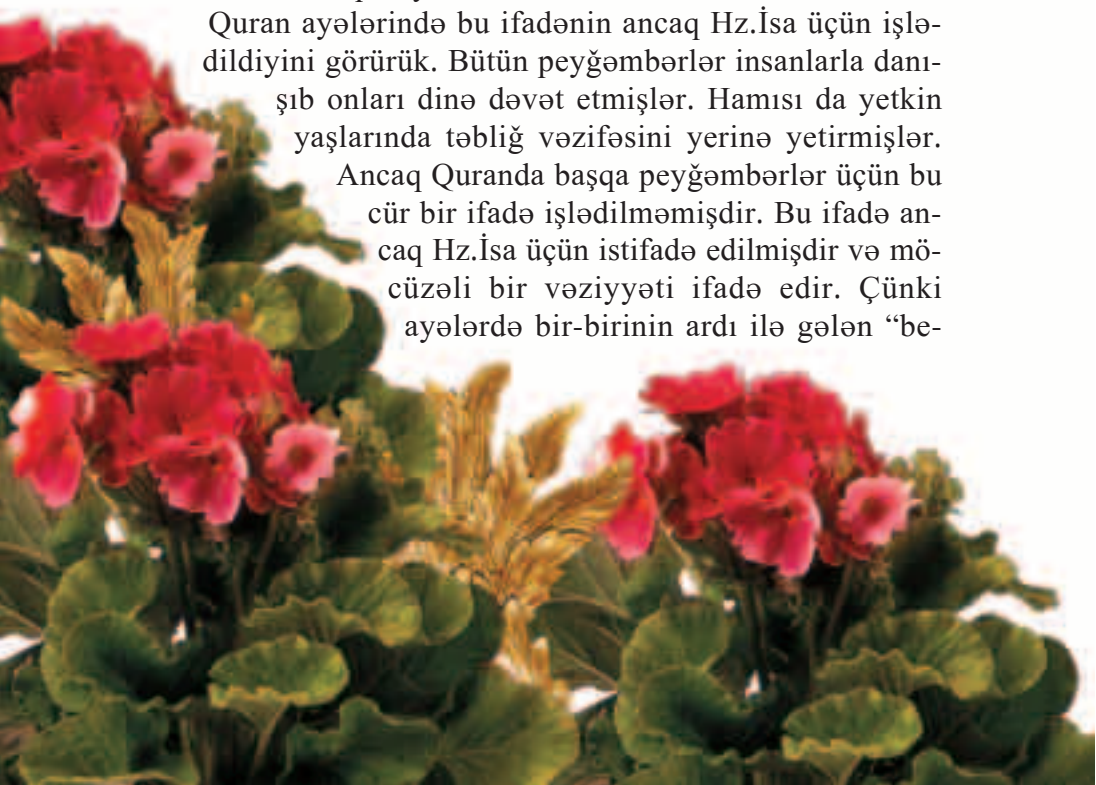 Quran ayələrində bu ifadənin ancaq Hz.İsa üçün işlə-
dildiyini görürük. Bütün peyğəmbərlər insanlarla danı-
şıb onları dinə dəvət etmişlər. Hamısı da yetkin
yaşlarında təbliğ vəzifəsini yerinə yetirmişlər.
Ancaq Quranda başqa peyğəmbərlər üçün bu
cür bir ifadə işlədilməmişdir. Bu ifadə an-
caq Hz.İsa üçün istifadə edilmişdir və mö-
cüzəli bir vəziyyəti ifadə edir. Çünki
ayələrdə bir-birinin ardı ilə gələn “be-